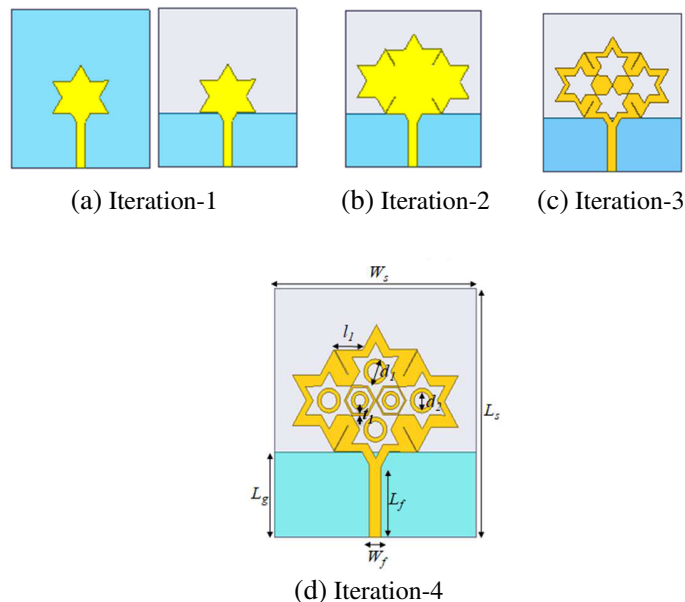 (a) Iteration-1
(b) Iteration-2
(c) Iteration-3
Ws
l1
d1
d2
t1
Ls
Lg
Lf
Wf
(d) Iteration-4